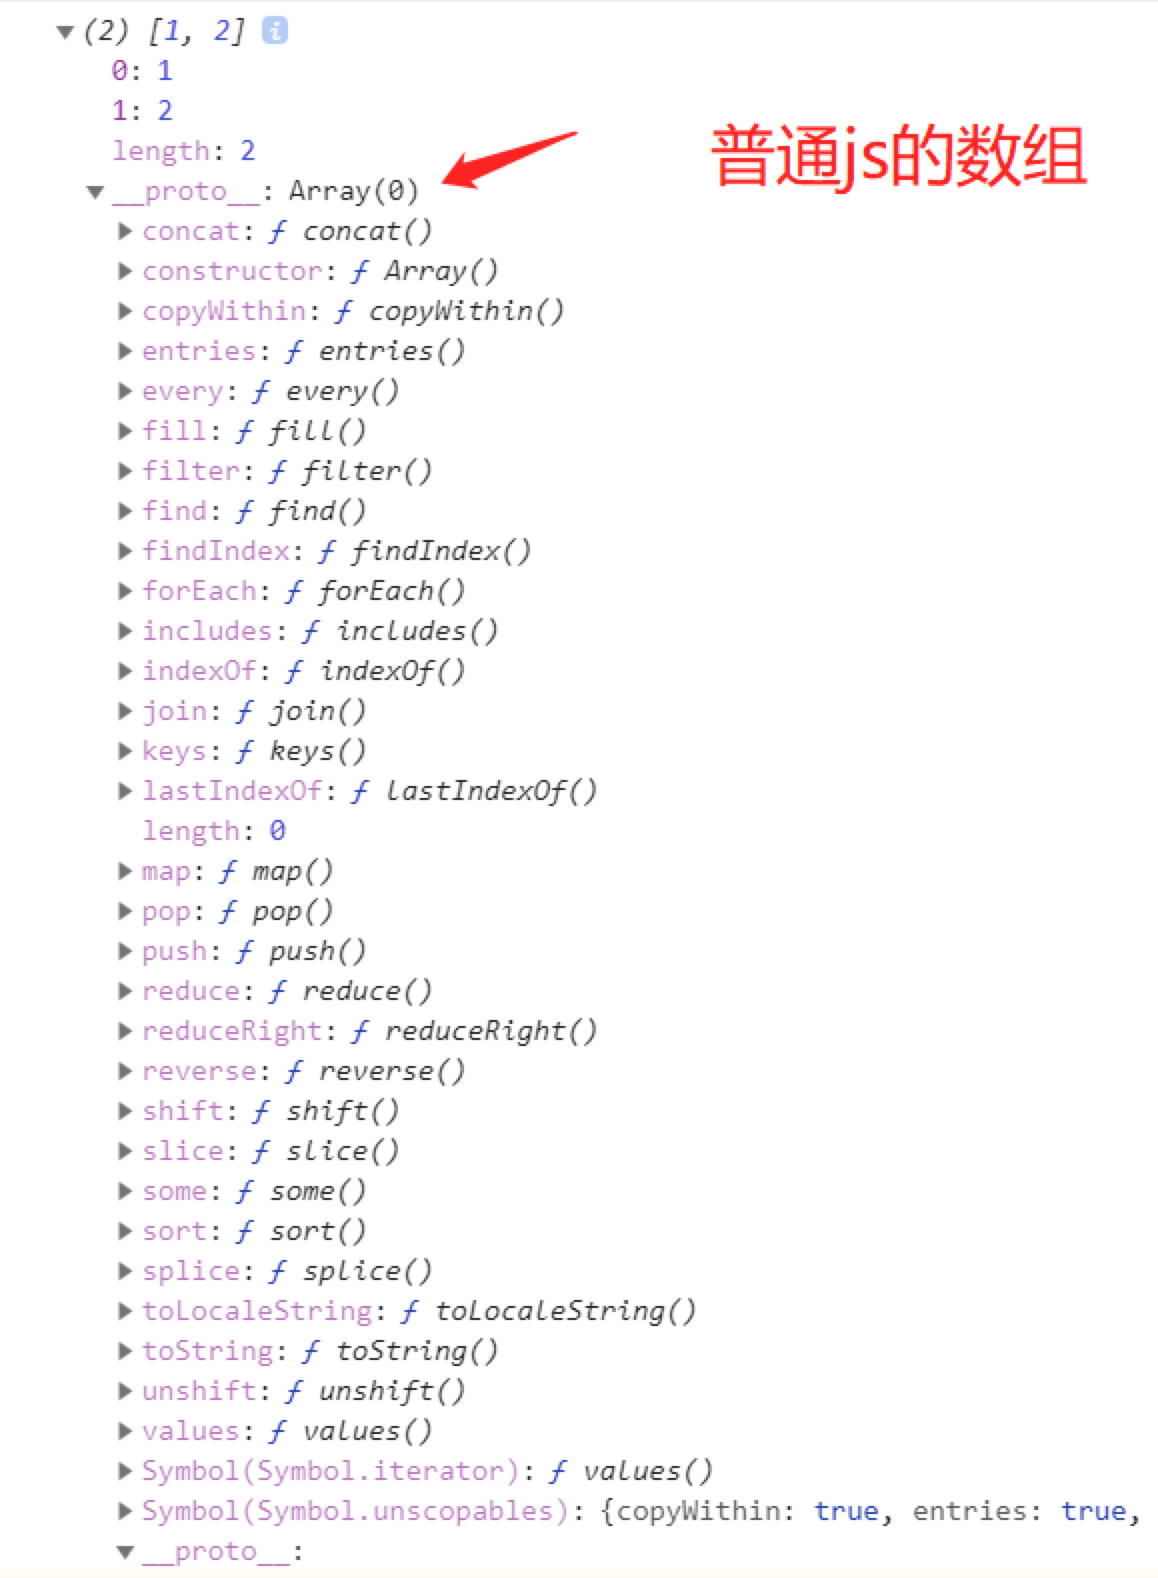 ▼ (2) [1, 2] i
0: 1
1: 2
length: 2
▼ __proto__: Array(0)
普通js的数组
▶ concat: ƒ concat()
▶ constructor: ƒ Array()
▶ copyWithin: ƒ copyWithin()
▶ entries: ƒ entries()
▶ every: ƒ every()
▶ fill: ƒ fill()
▶ filter: ƒ filter()
▶ find: ƒ find()
▶ findIndex: ƒ findIndex()
▶ forEach: ƒ forEach()
▶ includes: ƒ includes()
▶ indexOf: ƒ indexOf()
▶ join: ƒ join()
▶ keys: ƒ keys()
▶ lastIndexOf: ƒ lastIndexOf()
length: 0
▶ map: ƒ map()
▶ pop: ƒ pop()
▶ push: ƒ push()
▶ reduce: ƒ reduce()
▶ reduceRight: ƒ reduceRight()
▶ reverse: ƒ reverse()
▶ shift: ƒ shift()
▶ slice: ƒ slice()
▶ some: ƒ some()
▶ sort: ƒ sort()
▶ splice: ƒ splice()
▶ toLocaleString: ƒ toLocaleString()
▶ toString: ƒ toString()
▶ unshift: ƒ unshift()
▶ values: ƒ values()
▶ Symbol(Symbol.iterator): ƒ values()
▶ Symbol(Symbol.unscopables): {copyWithin: true, entries: true,
▼ __proto__: